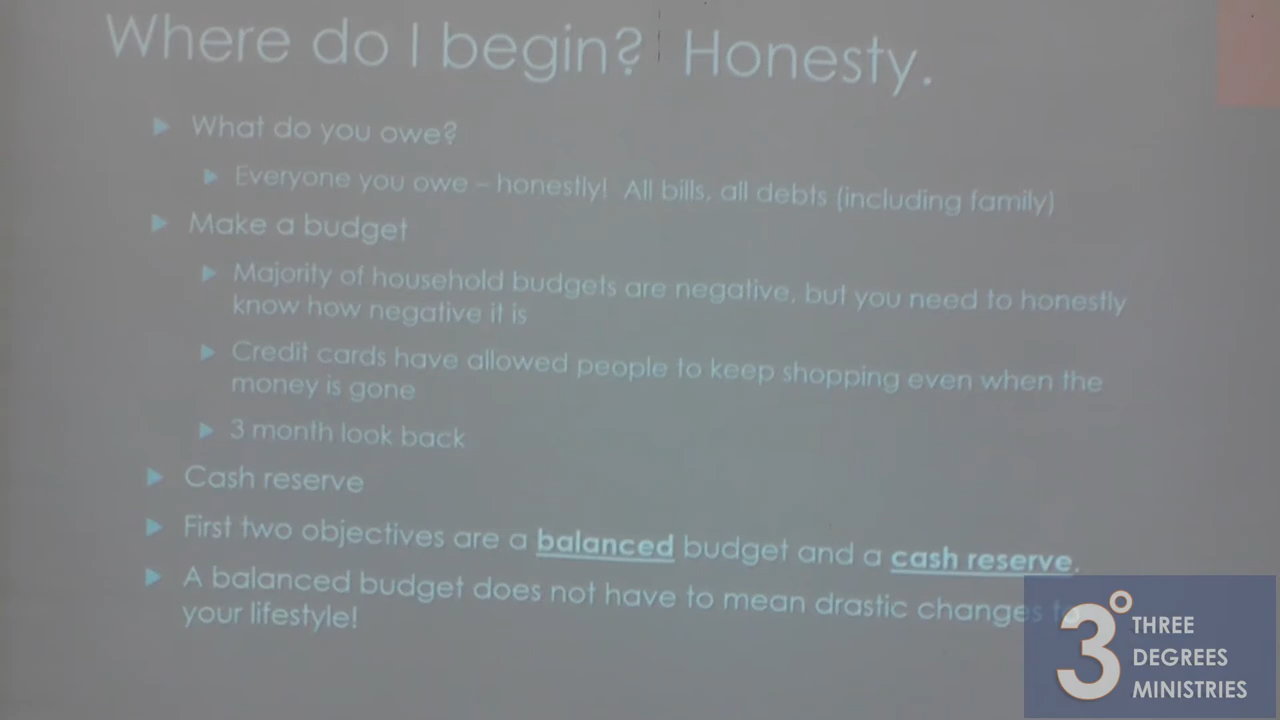 Where do I begin? Honesty.
What do you owe?
Everyone you owe – honestly! All bills, all debts (including family)
Make a budget
Majority of household budgets are negative, but you need to honestly
know how negative it is
Credit cards have allowed people to keep shopping even when the
money is gone
3 month look back
Cash reserve
First two objectives are a balanced budget and a cash reserve.
A balanced budget does not have to mean drastic changes to
your lifestyle!
3°
THREE
DEGREES
MINISTRIES